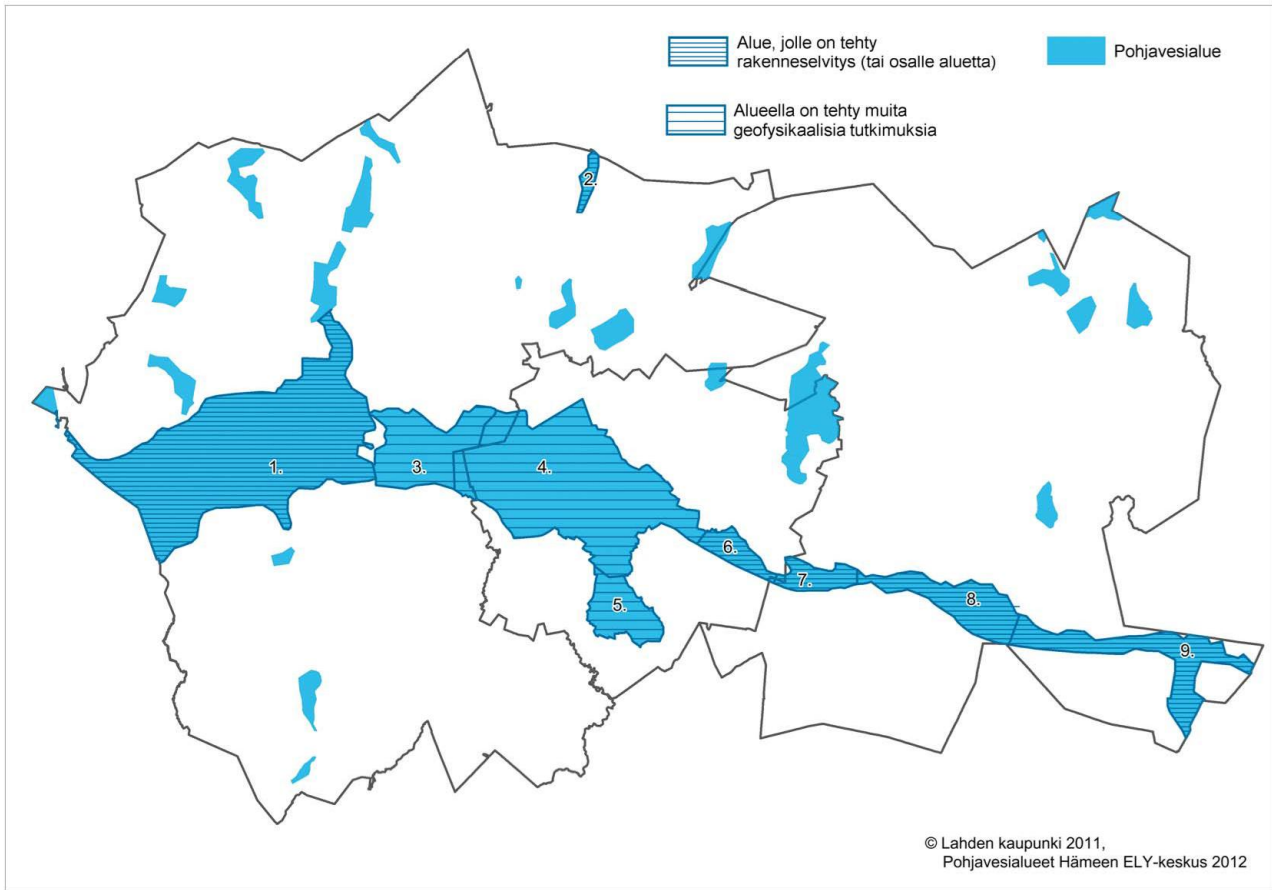 Alue, jolle on tehty
rakenneselvitys (tai osalle aluetta)
Pohjavesialue
Alueella on tehty muita
geofysikaalisia tutkimuksia
2.
1.
3.
4.
6.
7.
5.
8.
9.
© Lahden kaupunki 2011,
Pohjavesialueet Hämeen ELY-keskus 2012